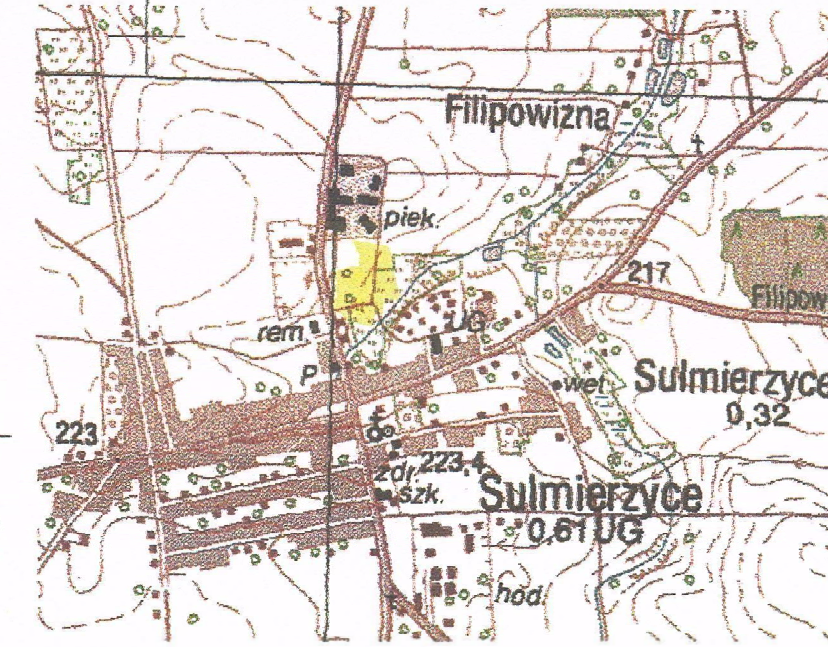 Filipowizna
piek.
217
Filipow
rem.
UG
P
wet
Sulmierzyce
0,32
223
zdr.
223,4
szk.
Sulmierzyce
0,61 UG
hod.